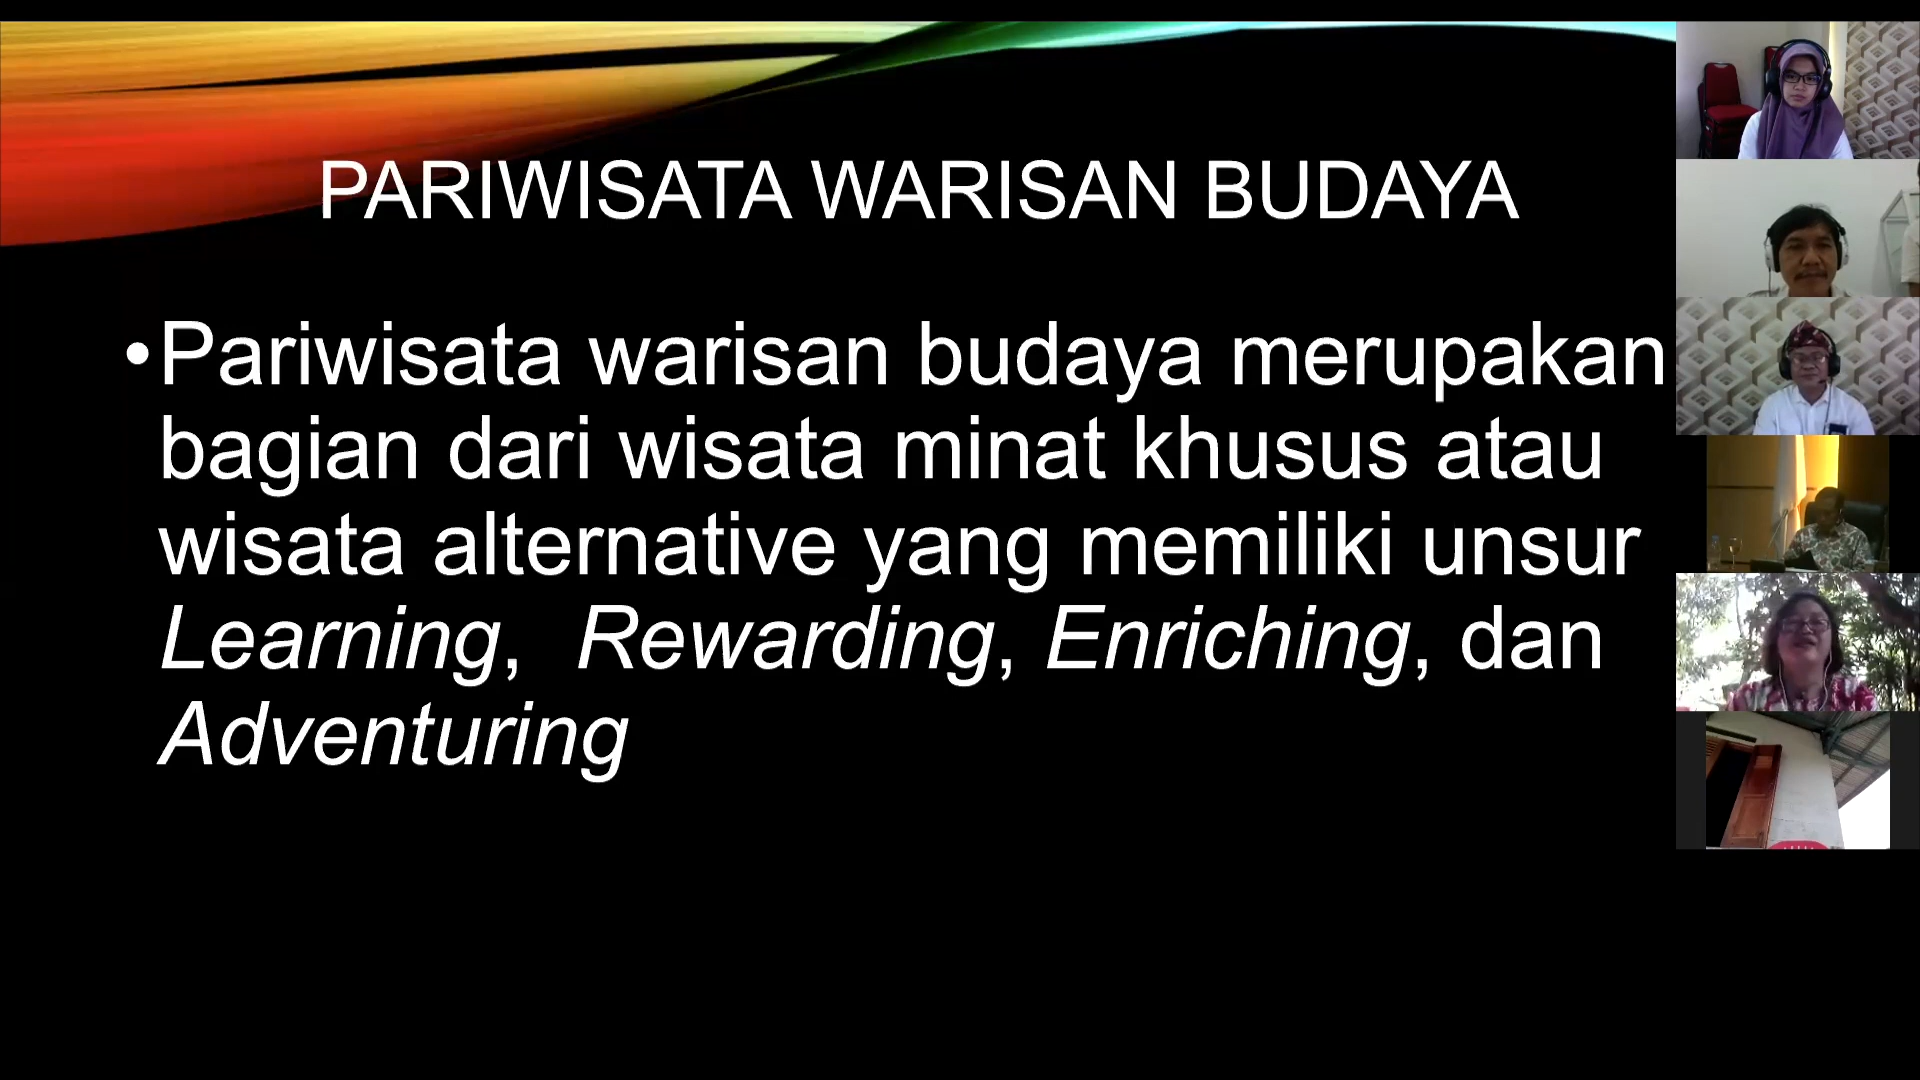 PARIWISATA WARISAN BUDAYA
•Pariwisata warisan budaya merupakan
bagian dari wisata minat khusus atau
wisata alternative yang memiliki unsur
Learning, Rewarding, Enriching, dan
Adventuring